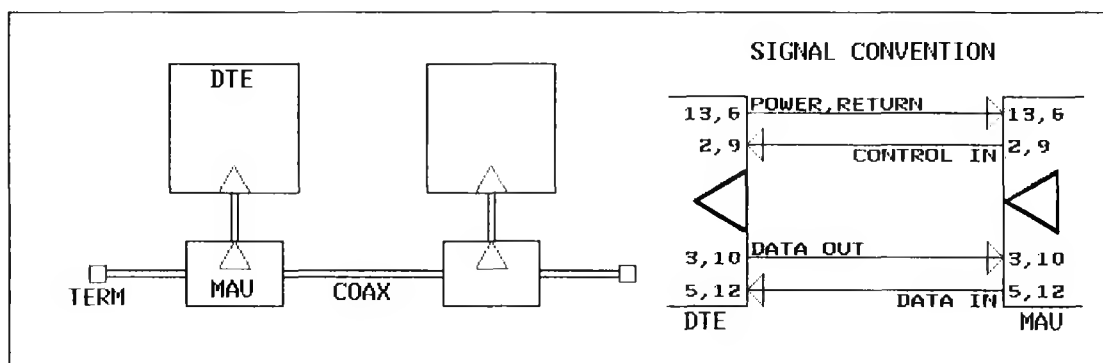 DTE
MAU
TERM
COAX
SIGNAL CONVENTION
13,6 POWER,RETURN 13,6
2,9 CONTROL IN 2,9
3,10 DATA OUT 3,10
5,12 DATA IN 5,12
DTE MAU